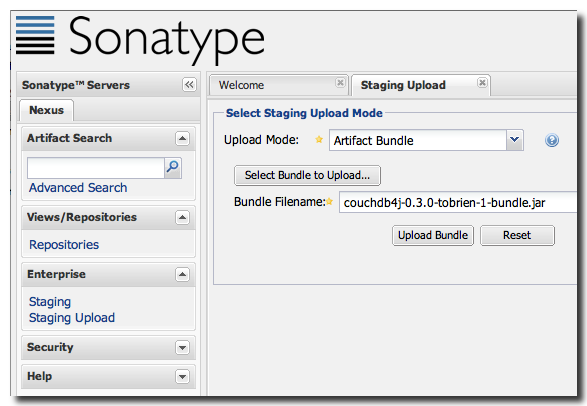 Sonatype
Sonatype™ Servers
Nexus
Artifact Search
Advanced Search
Views/Repositories
Repositories
Enterprise
Staging
Staging Upload
Security
Help
Welcome
Staging Upload
Select Staging Upload Mode
Upload Mode:
Artifact Bundle
Select Bundle to Upload...
Bundle Filename:
couchdb4j-0.3.0-tobrien-1-bundle.jar
Upload Bundle
Reset